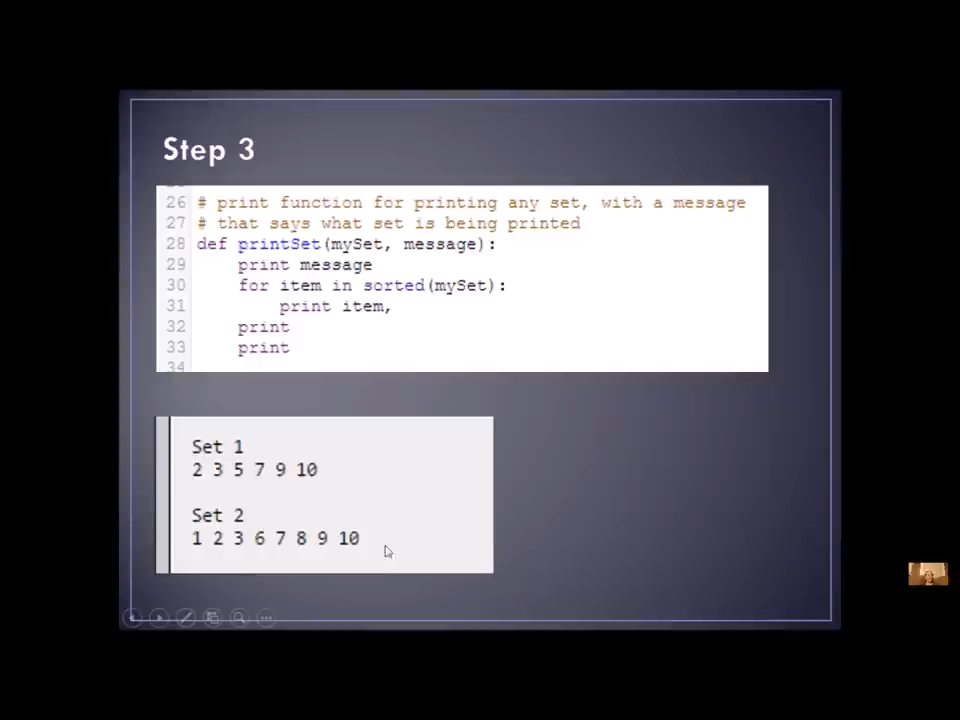 Step 3
26 # print function for printing any set, with a message
27 # that says what set is being printed
28 def printSet(mySet, message):
29     print message
30     for item in sorted(mySet):
31         print item,
32     print
33     print
34
Set 1
2 3 5 7 9 10
Set 2
1 2 3 6 7 8 9 10